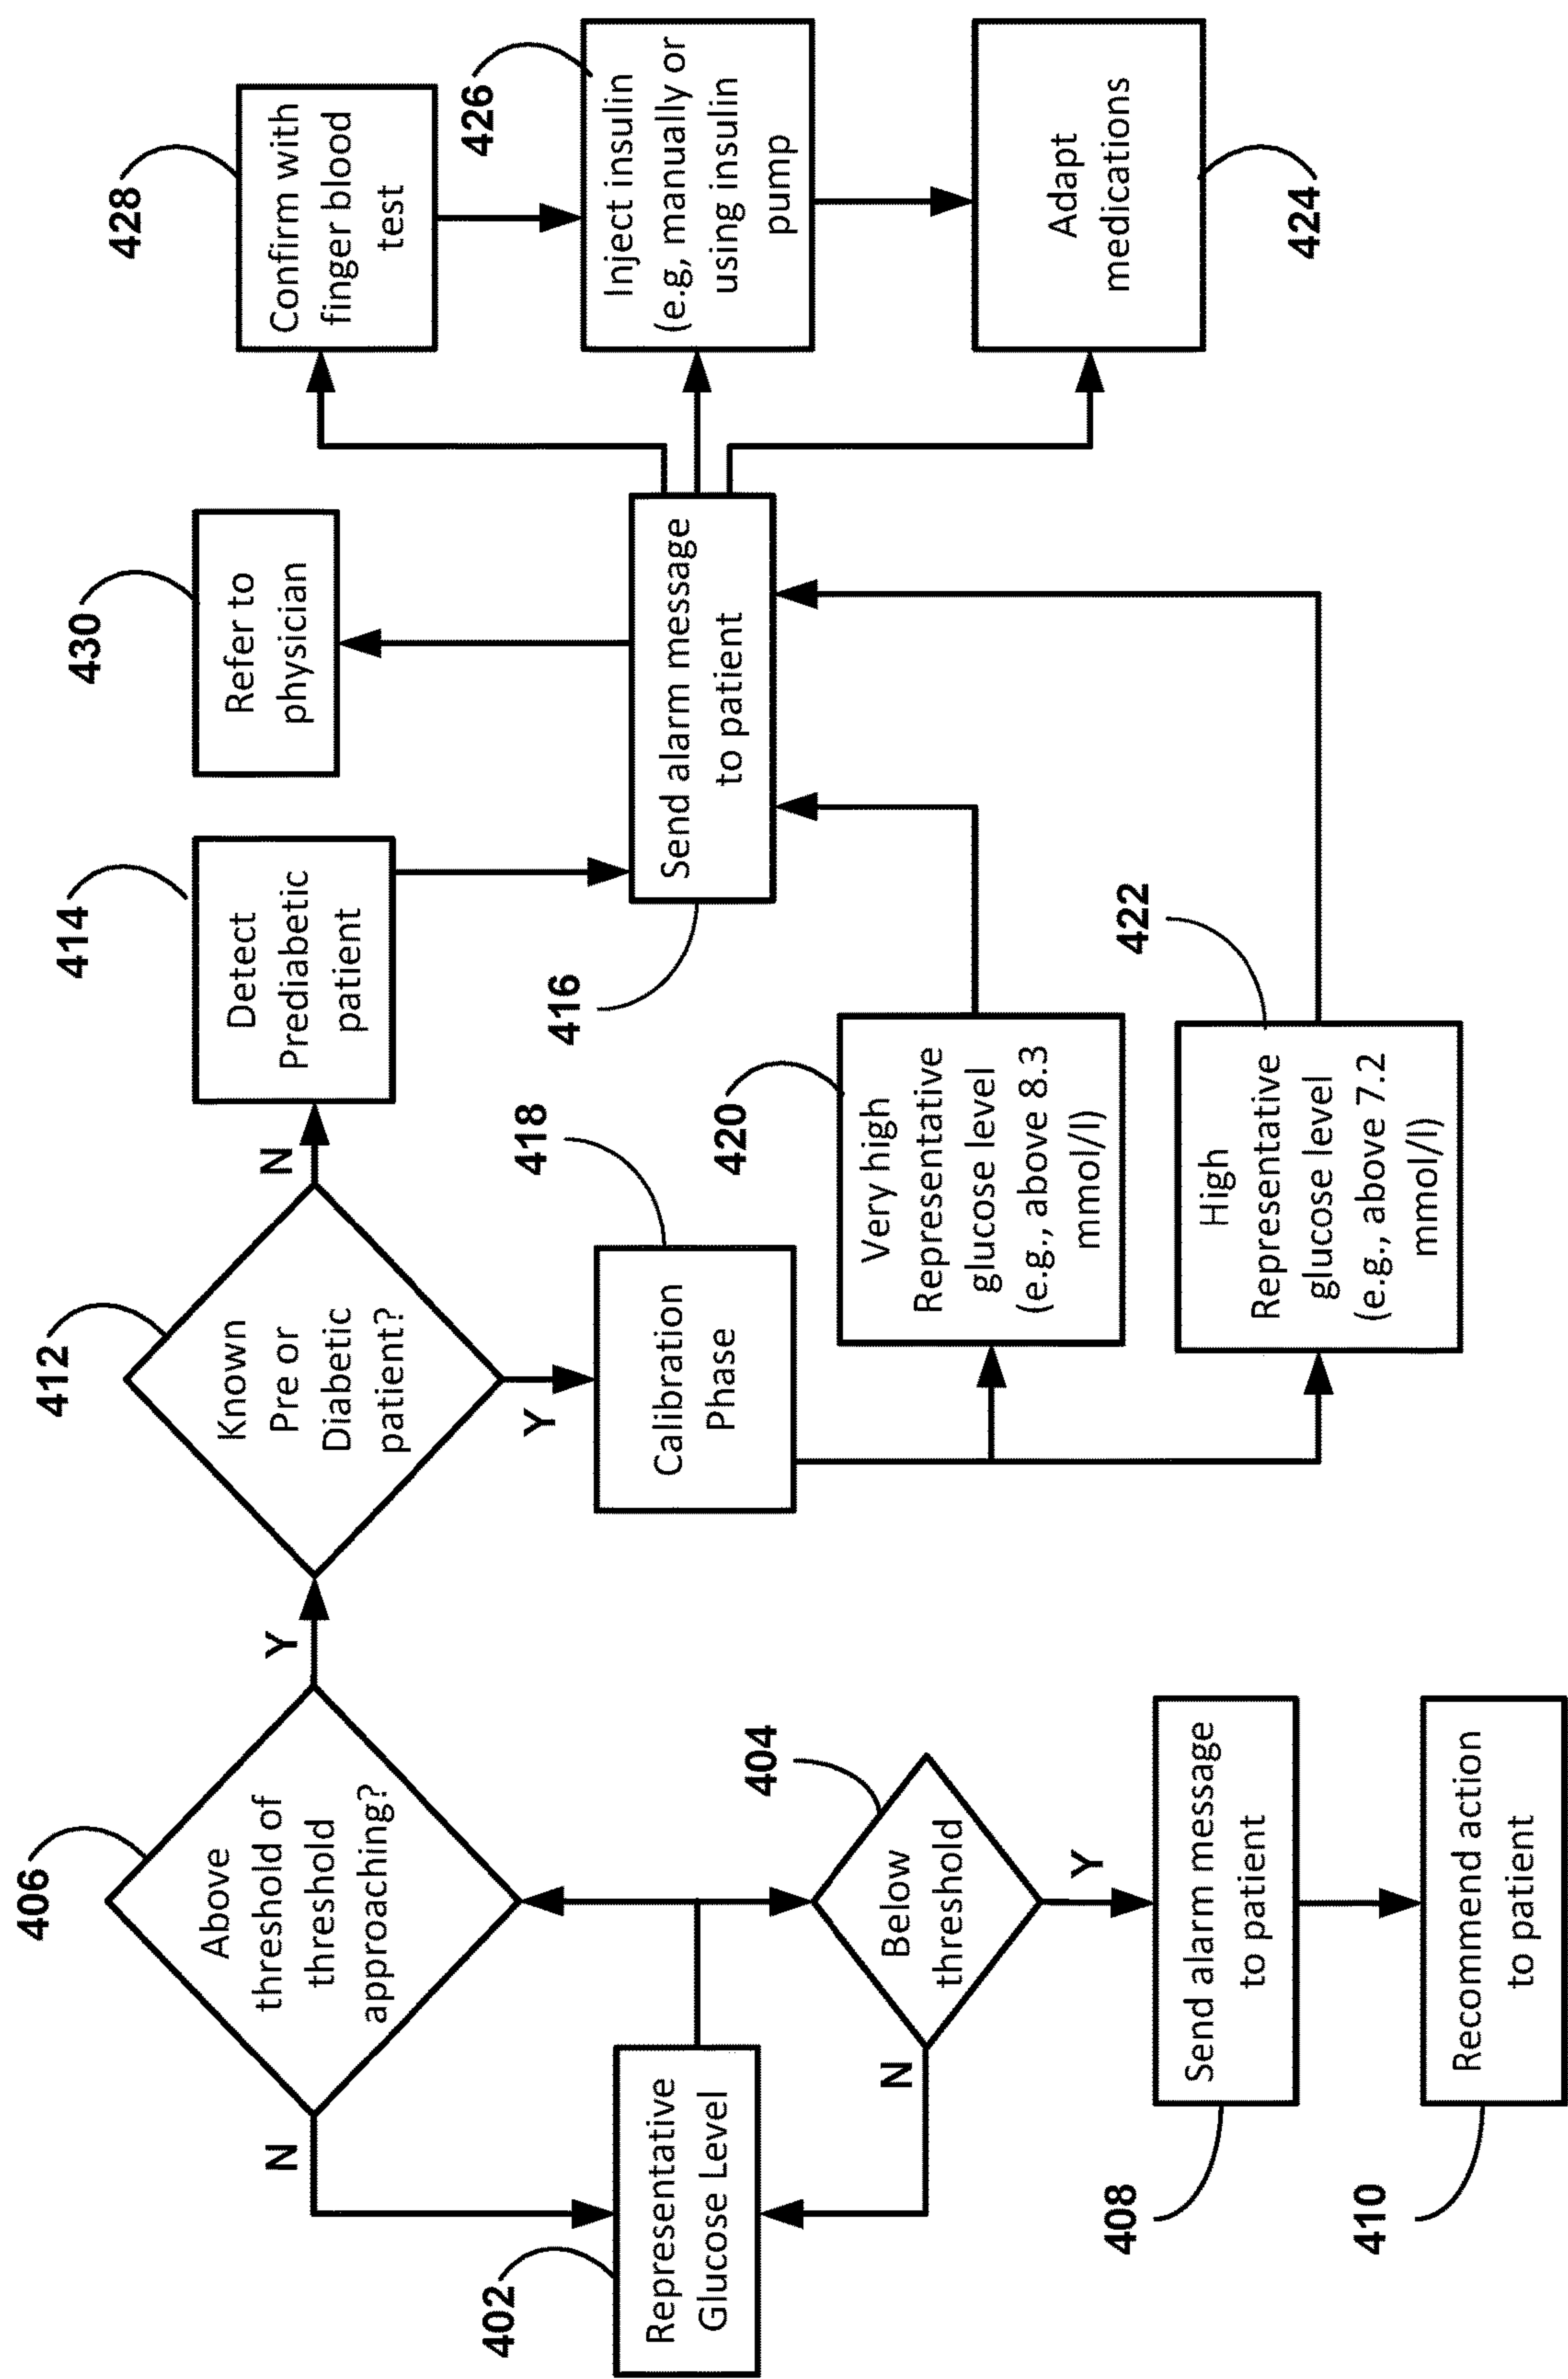 402
Representative
Glucose Level
406
Above
threshold of
threshold
approaching?
N
Y
404
Below
threshold
N
Y
408
Send alarm message
to patient
410
Recommend action
to patient
412
Known
Pre or
Diabetic
patient?
N
Y
414
Detect
Prediabetic
patient
418
Calibration
Phase
420
Very high
Representative
glucose level
(e.g., above 8.3
mmol/l)
422
High
Representative
glucose level
(e.g., above 7.2
mmol/l)
416
Send alarm message
to patient
430
Refer to
physician
428
Confirm with
finger blood
test
426
Inject insulin
(e.g, manually or
using insulin
pump
Adapt
medications
424